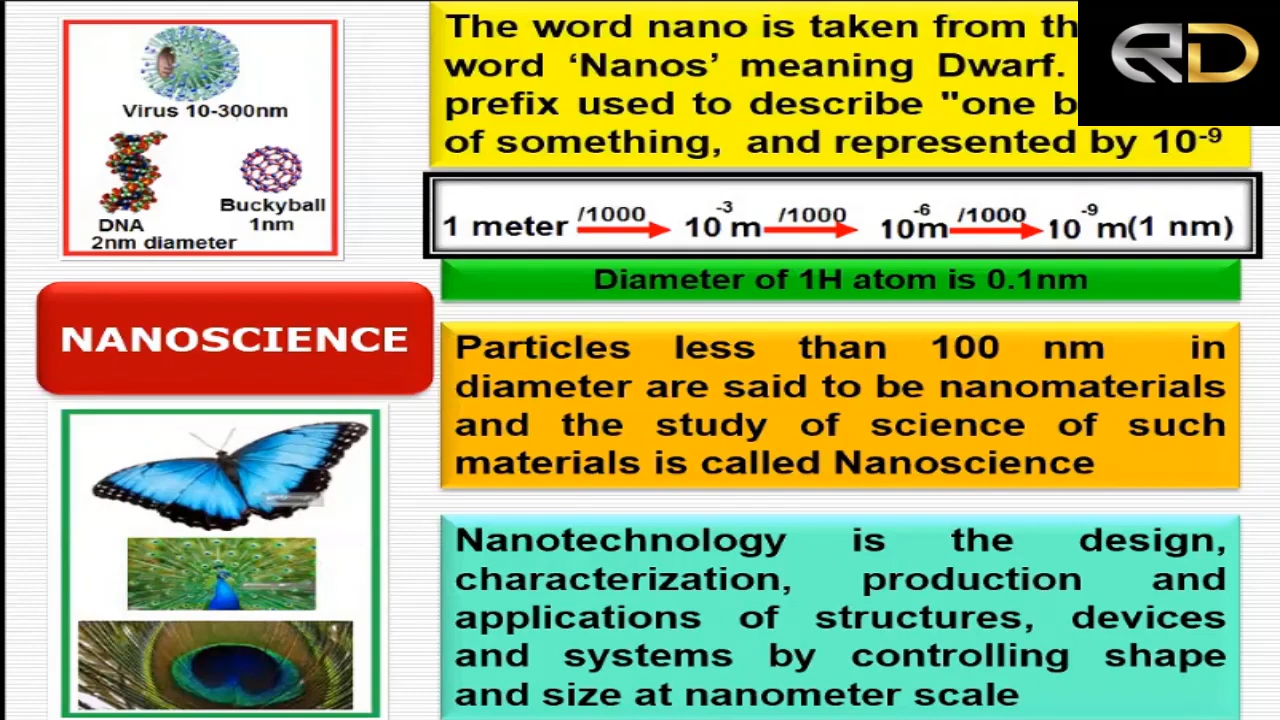 Virus 10-300nm
DNA
2nm diameter
Buckyball
1nm
NANOSCIENCE
The word nano is taken from
word ‘Nanos’ meaning Dwarf.
prefix used to describe "one
of something, and represented by 10⁻⁹
1 meter /1000 10⁻³m /1000 10⁻⁶m /1000 10⁻⁹m(1 nm)
Diameter of 1H atom is 0.1nm
Particles less than 100 nm in
diameter are said to be nanomaterials
and the study of science of such
materials is called Nanoscience
Nanotechnology is the design,
characterization, production and
applications of structures, devices
and systems by controlling shape
and size at nanometer scale
RD